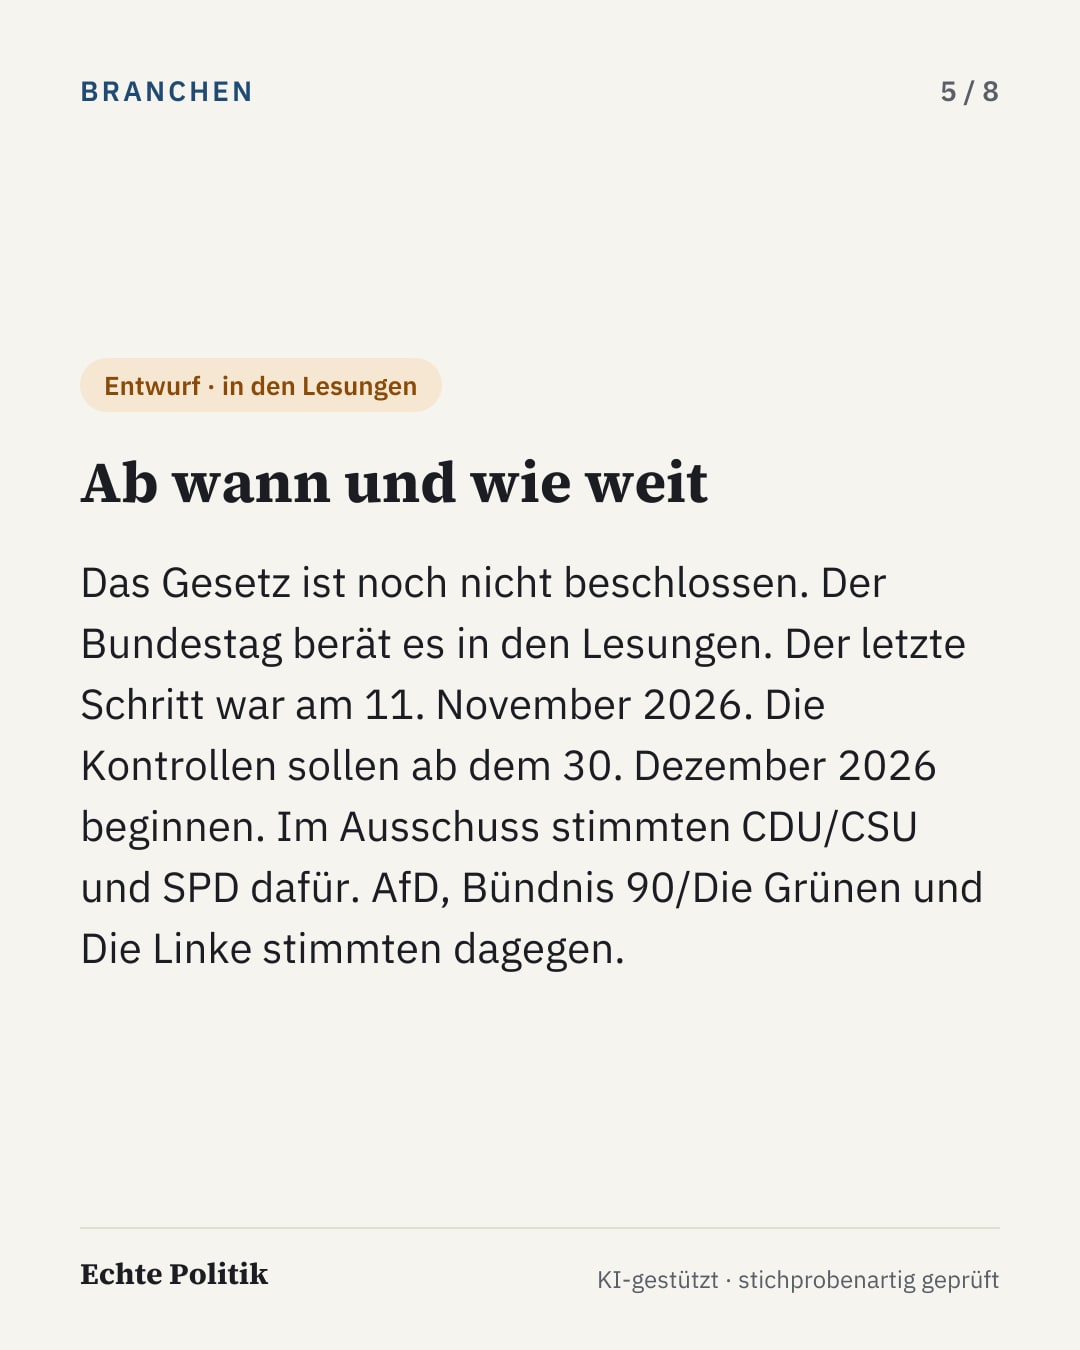 BRANCHEN
5 / 8
Entwurf · in den Lesungen
Ab wann und wie weit
Das Gesetz ist noch nicht beschlossen. Der
Bundestag berät es in den Lesungen. Der letzte
Schritt war am 11. November 2026. Die
Kontrollen sollen ab dem 30. Dezember 2026
beginnen. Im Ausschuss stimmten CDU/CSU
und SPD dafür. AfD, Bündnis 90/Die Grünen und
Die Linke stimmten dagegen.
Echte Politik
KI-gestützt · stichprobenartig geprüft